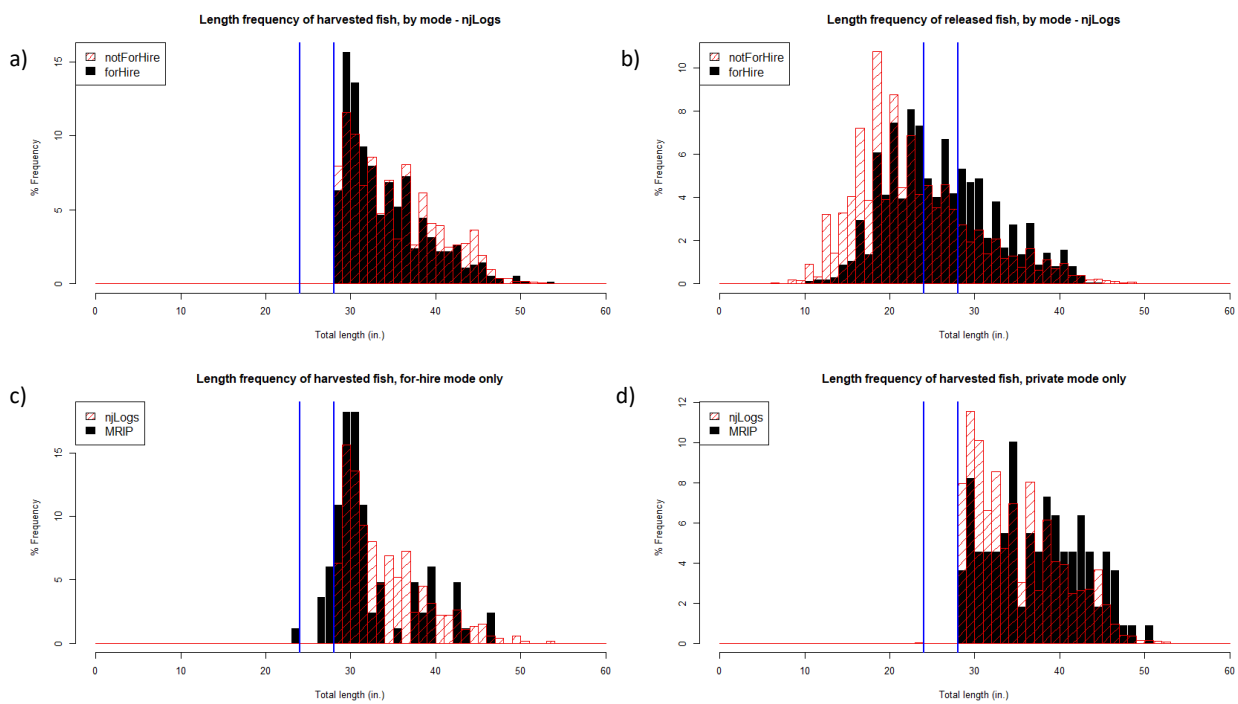 a)
Length frequency of harvested fish, by mode - njLogs
notForHire
forHire
% Frequency
15
10
5
0
0 10 20 30 40 50 60
Total length (in.)
b)
Length frequency of released fish, by mode - njLogs
notForHire
forHire
% Frequency
10
8
6
4
2
0
0 10 20 30 40 50 60
Total length (in.)
c)
Length frequency of harvested fish, for-hire mode only
njLogs
MRIP
% Frequency
15
10
5
0
0 10 20 30 40 50 60
Total length (in.)
d)
Length frequency of harvested fish, private mode only
njLogs
MRIP
% Frequency
12
10
8
6
4
2
0
0 10 20 30 40 50 60
Total length (in.)